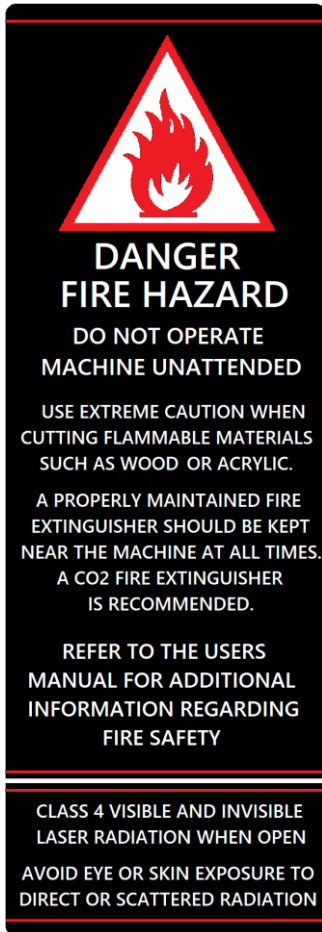 DANGER
FIRE HAZARD
DO NOT OPERATE
MACHINE UNATTENDED
USE EXTREME CAUTION WHEN
CUTTING FLAMMABLE MATERIALS
SUCH AS WOOD OR ACRYLIC.
A PROPERLY MAINTAINED FIRE
EXTINGUISHER SHOULD BE KEPT
NEAR THE MACHINE AT ALL TIMES.
A CO2 FIRE EXTINGUISHER
IS RECOMMENDED.
REFER TO THE USERS
MANUAL FOR ADDITIONAL
INFORMATION REGARDING
FIRE SAFETY
CLASS 4 VISIBLE AND INVISIBLE
LASER RADIATION WHEN OPEN
AVOID EYE OR SKIN EXPOSURE TO
DIRECT OR SCATTERED RADIATION